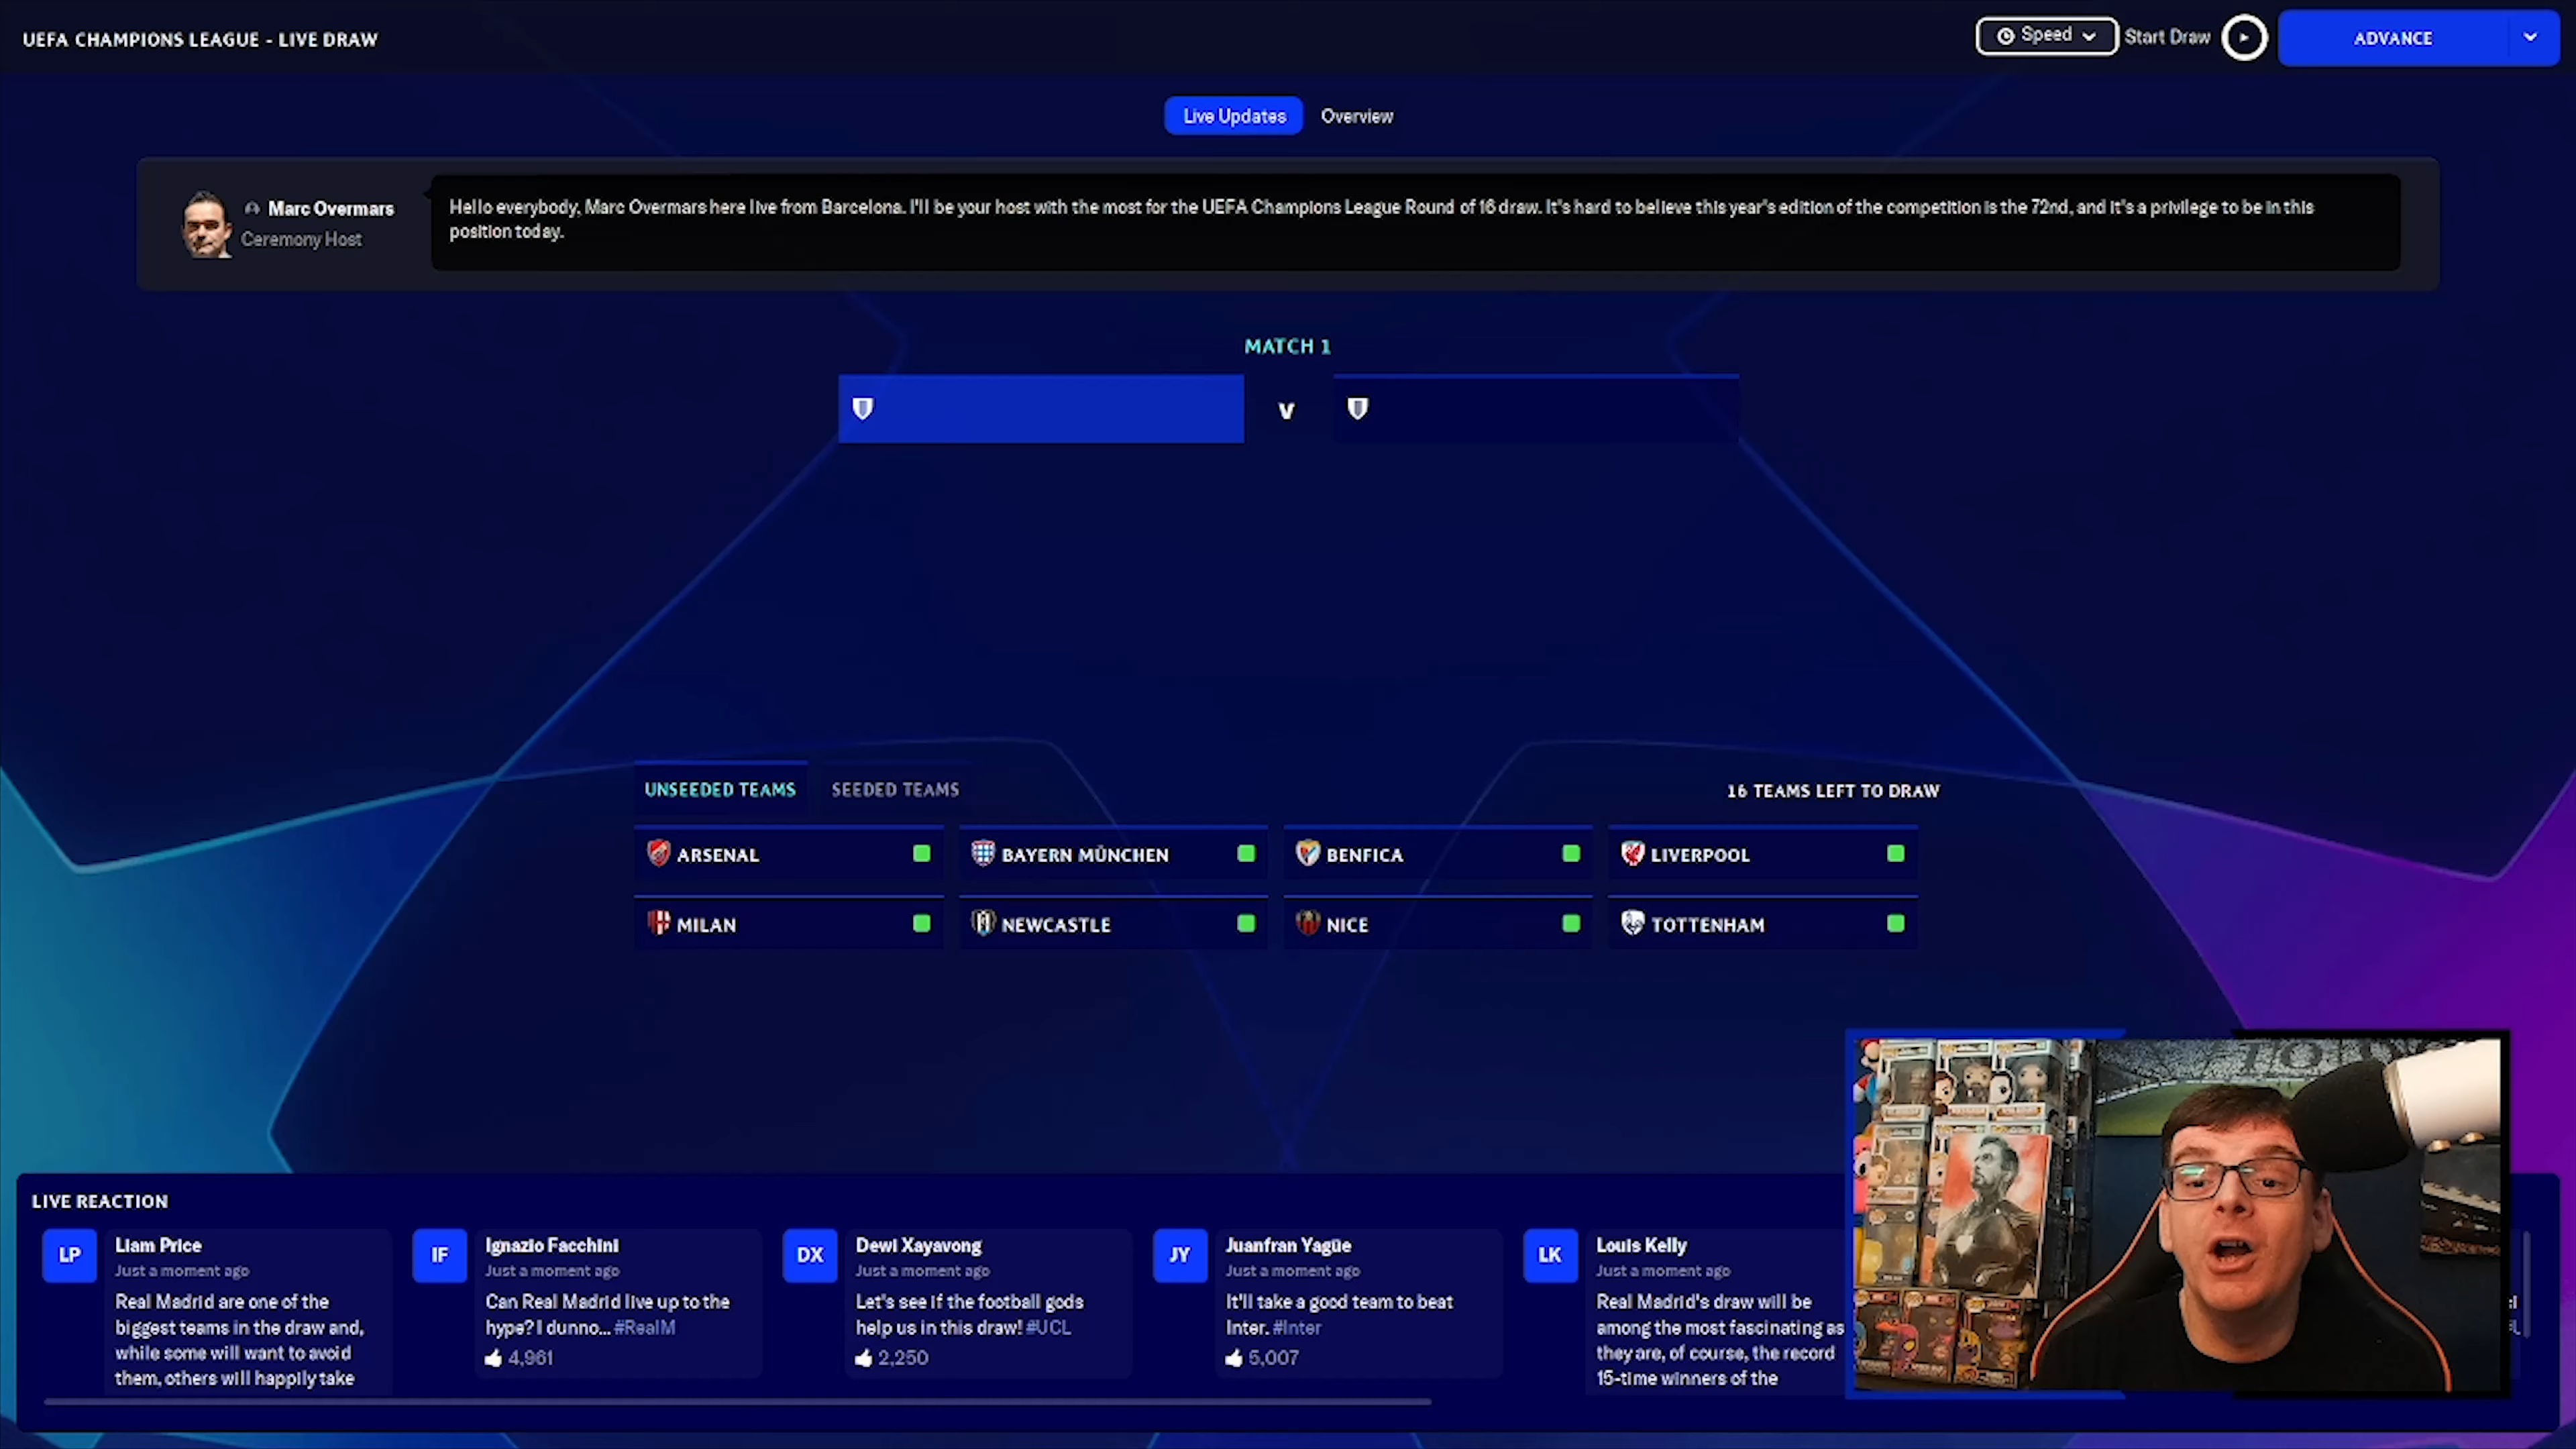 UEFA CHAMPIONS LEAGUE - LIVE DRAW
Speed
Start Draw
ADVANCE
Live Updates
Overview
Marc Overmars
Ceremony Host
Hello everybody, Marc Overmars here live from Barcelona. I'll be your host with the most for the UEFA Champions League Round of 16 draw. It's hard to believe this year's edition of the competition is the 72nd, and it's a privilege to be in this
position today.
MATCH 1
v
UNSEEDED TEAMS
SEEDED TEAMS
16 TEAMS LEFT TO DRAW
ARSENAL
BAYERN MÜNCHEN
BENFICA
LIVERPOOL
MILAN
NEWCASTLE
NICE
TOTTENHAM
LIVE REACTION
LP
Liam Price
Just a moment ago
Real Madrid are one of the
biggest teams in the draw and,
while some will want to avoid
them, others will happily take
IF
Ignazio Facchini
Just a moment ago
Can Real Madrid live up to the
hype? I dunno... #RealM
4,961
DX
Dewi Xayavong
Just a moment ago
Let's see if the football gods
help us in this draw! #UCL
2,250
JY
Juanfran Yagüe
Just a moment ago
It'll take a good team to beat
Inter. #Inter
5,007
LK
Louis Kelly
Just a moment ago
Real Madrid's draw will be
among the most fascinating as
they are, of course, the record
15-time winners of the